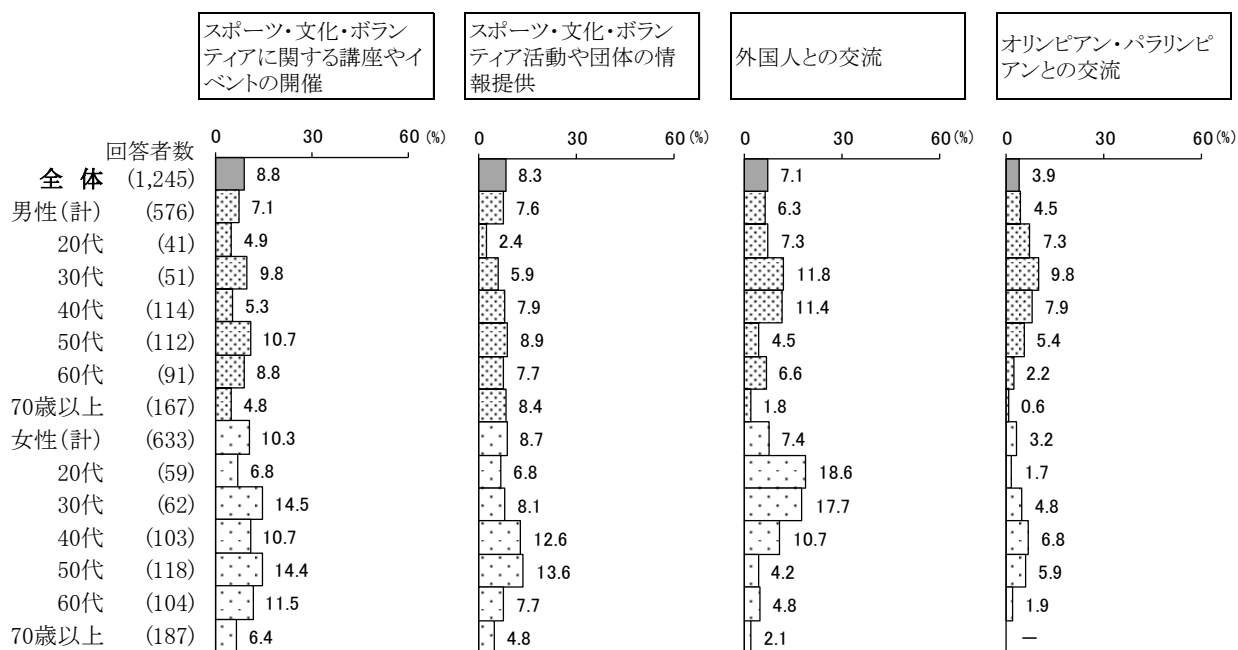 スポーツ・文化・ボラン
ティアに関する講座やイ
ベントの開催
スポーツ・文化・ボラン
ティア活動や団体の情
報提供
外国人との交流
オリンピアン・パラリンピ
アンとの交流
0 30 60 (%) 0 30 60 (%) 0 30 60 (%) 0 30 60 (%)
回答者数
全 体 (1,245) 8.8 8.3 7.1 3.9
男性(計) (576) 7.1 7.6 6.3 4.5
20代 (41) 4.9 2.4 7.3 7.3
30代 (51) 9.8 5.9 11.8 9.8
40代 (114) 5.3 7.9 11.4 7.9
50代 (112) 10.7 8.9 4.5 5.4
60代 (91) 8.8 7.7 6.6 2.2
70歳以上 (167) 4.8 8.4 1.8 0.6
女性(計) (633) 10.3 8.7 7.4 3.2
20代 (59) 6.8 6.8 18.6 1.7
30代 (62) 14.5 8.1 17.7 4.8
40代 (103) 10.7 12.6 10.7 6.8
50代 (118) 14.4 13.6 4.2 5.9
60代 (104) 11.5 7.7 4.8 1.9
70歳以上 (187) 6.4 4.8 2.1 －